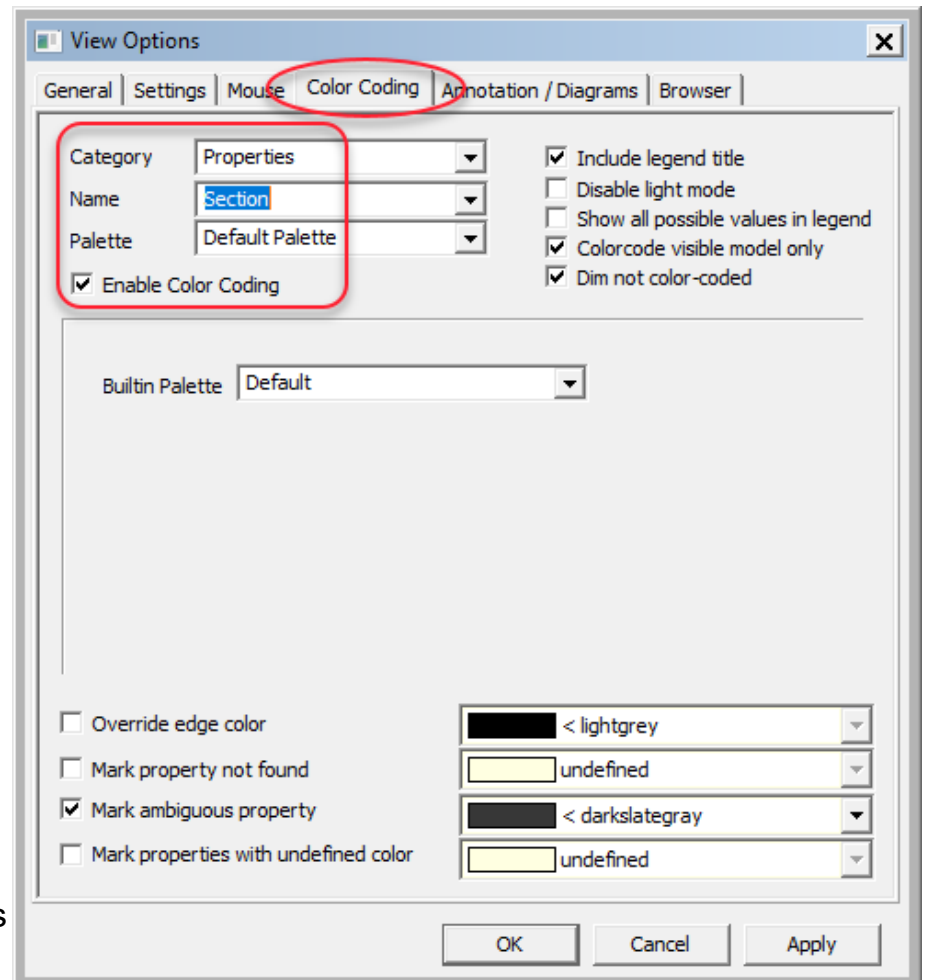 View Options
General Settings Mouse Color Coding Annotation / Diagrams Browser
Category Properties
Name Section
Palette Default Palette
Enable Color Coding
Include legend title
Disable light mode
Show all possible values in legend
Colorcode visible model only
Dim not color-coded
Builtin Palette Default
Override edge color < lightgrey
Mark property not found undefined
Mark ambiguous property < darkslategray
Mark properties with undefined color undefined
s
OK Cancel Apply